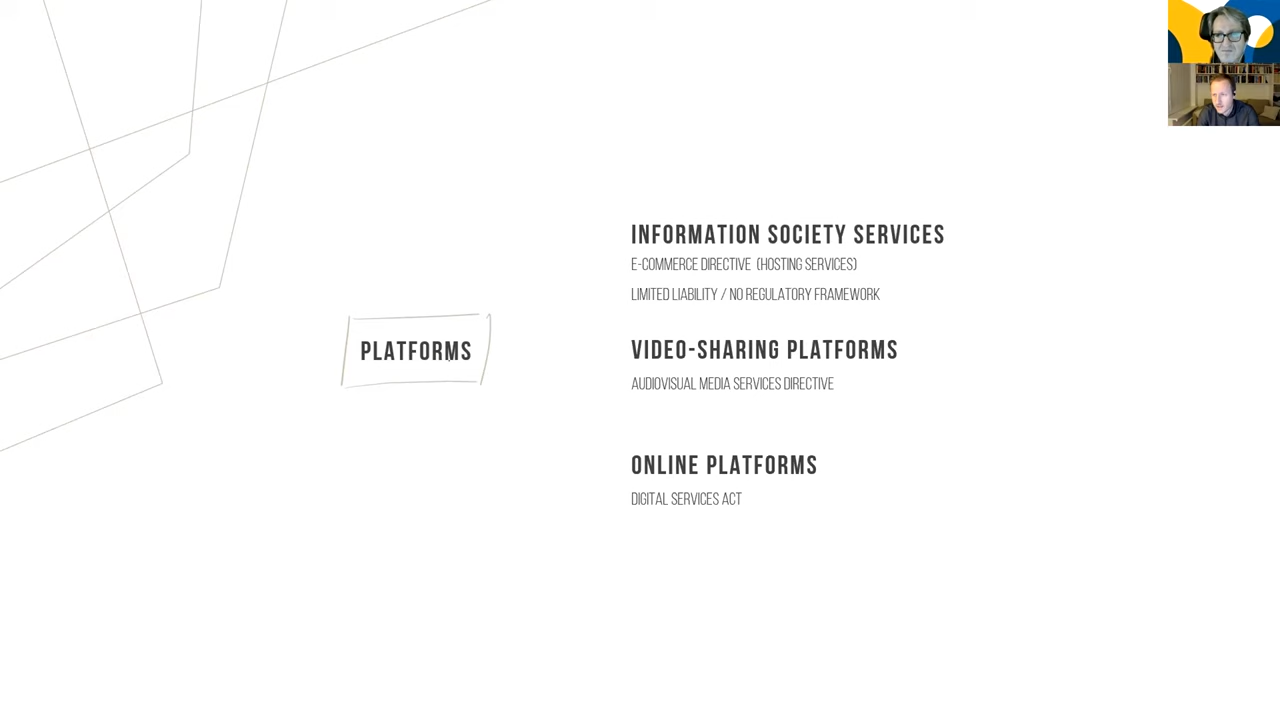 PLATFORMS
INFORMATION SOCIETY SERVICES
E-COMMERCE DIRECTIVE (HOSTING SERVICES)
LIMITED LIABILITY / NO REGULATORY FRAMEWORK
VIDEO-SHARING PLATFORMS
AUDIOVISUAL MEDIA SERVICES DIRECTIVE
ONLINE PLATFORMS
DIGITAL SERVICES ACT